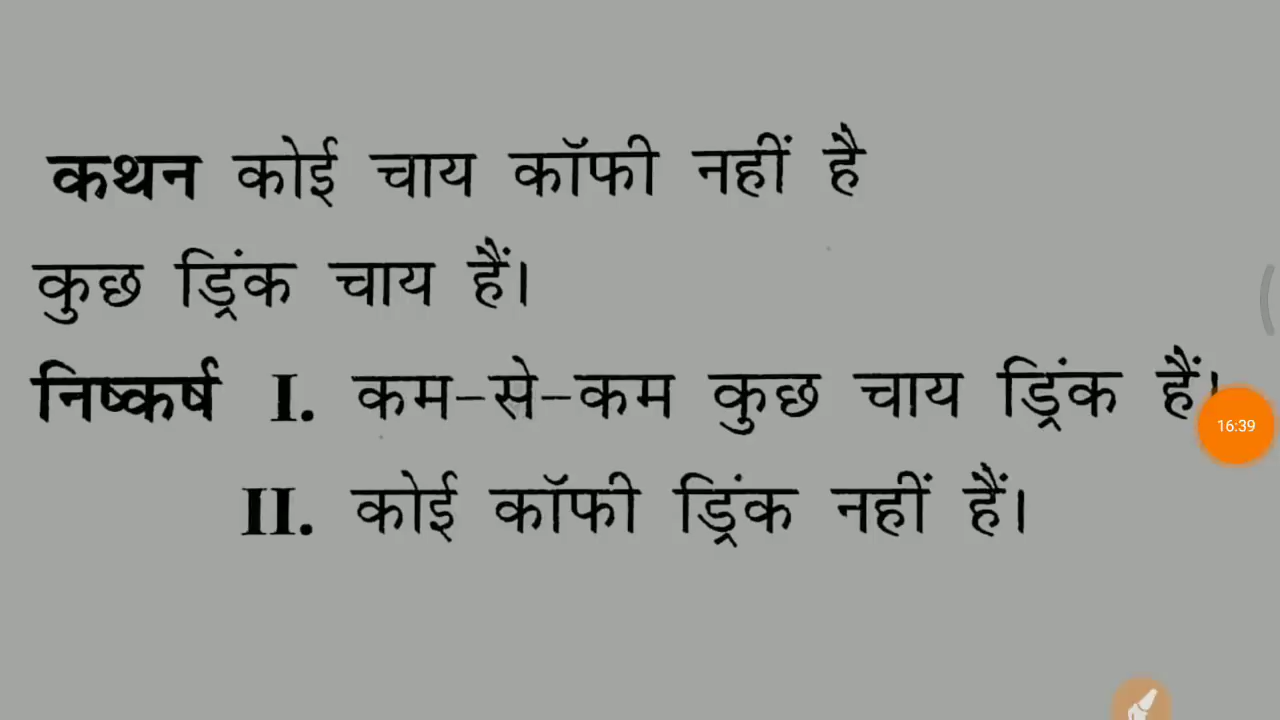 कथन कोई चाय कॉफी नहीं है
कुछ ड्रिंक चाय हैं।
निष्कर्ष I. कम-से-कम कुछ चाय ड्रिंक हैं।
16:39
II. कोई कॉफी ड्रिंक नहीं हैं।